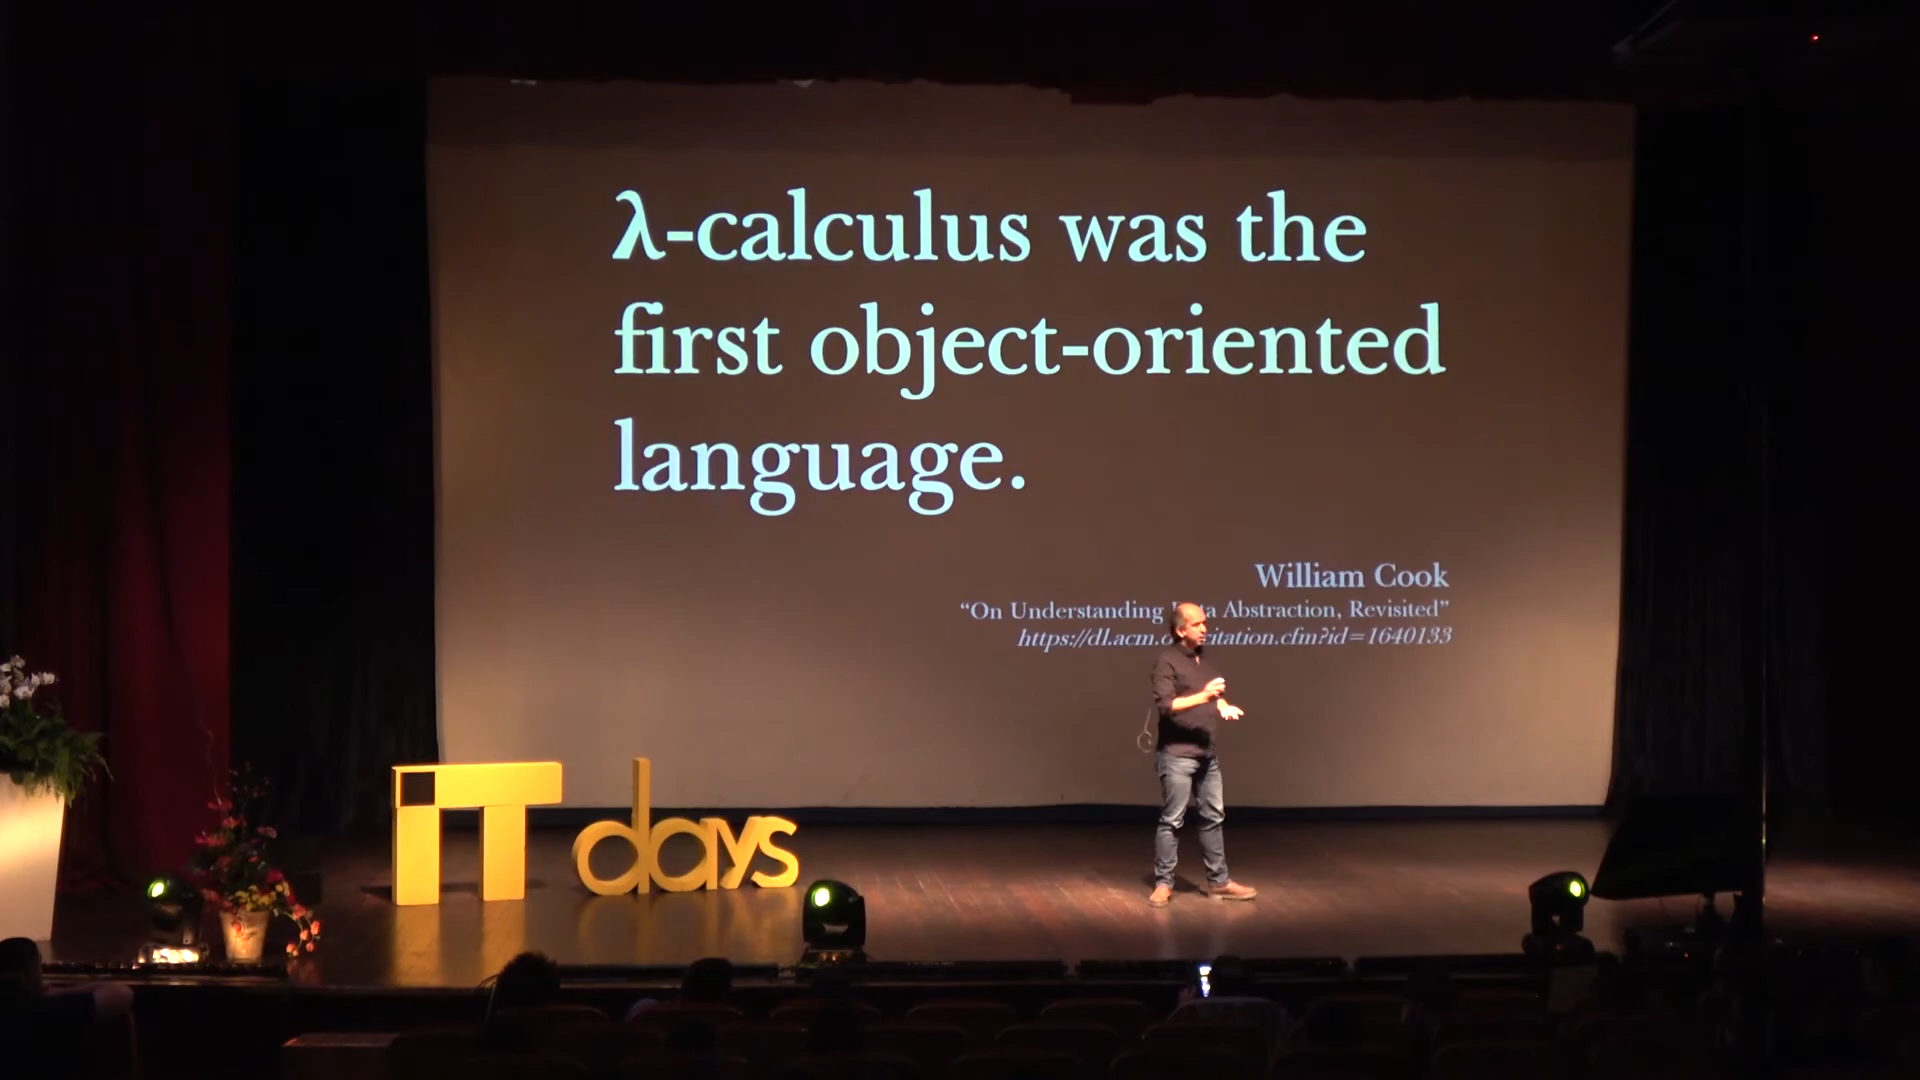 λ-calculus was the
first object-oriented
language.
William Cook
“On Understanding Abstraction, Revisited”
https://dl.acm.o itation.cfm?id=1640133
iT days